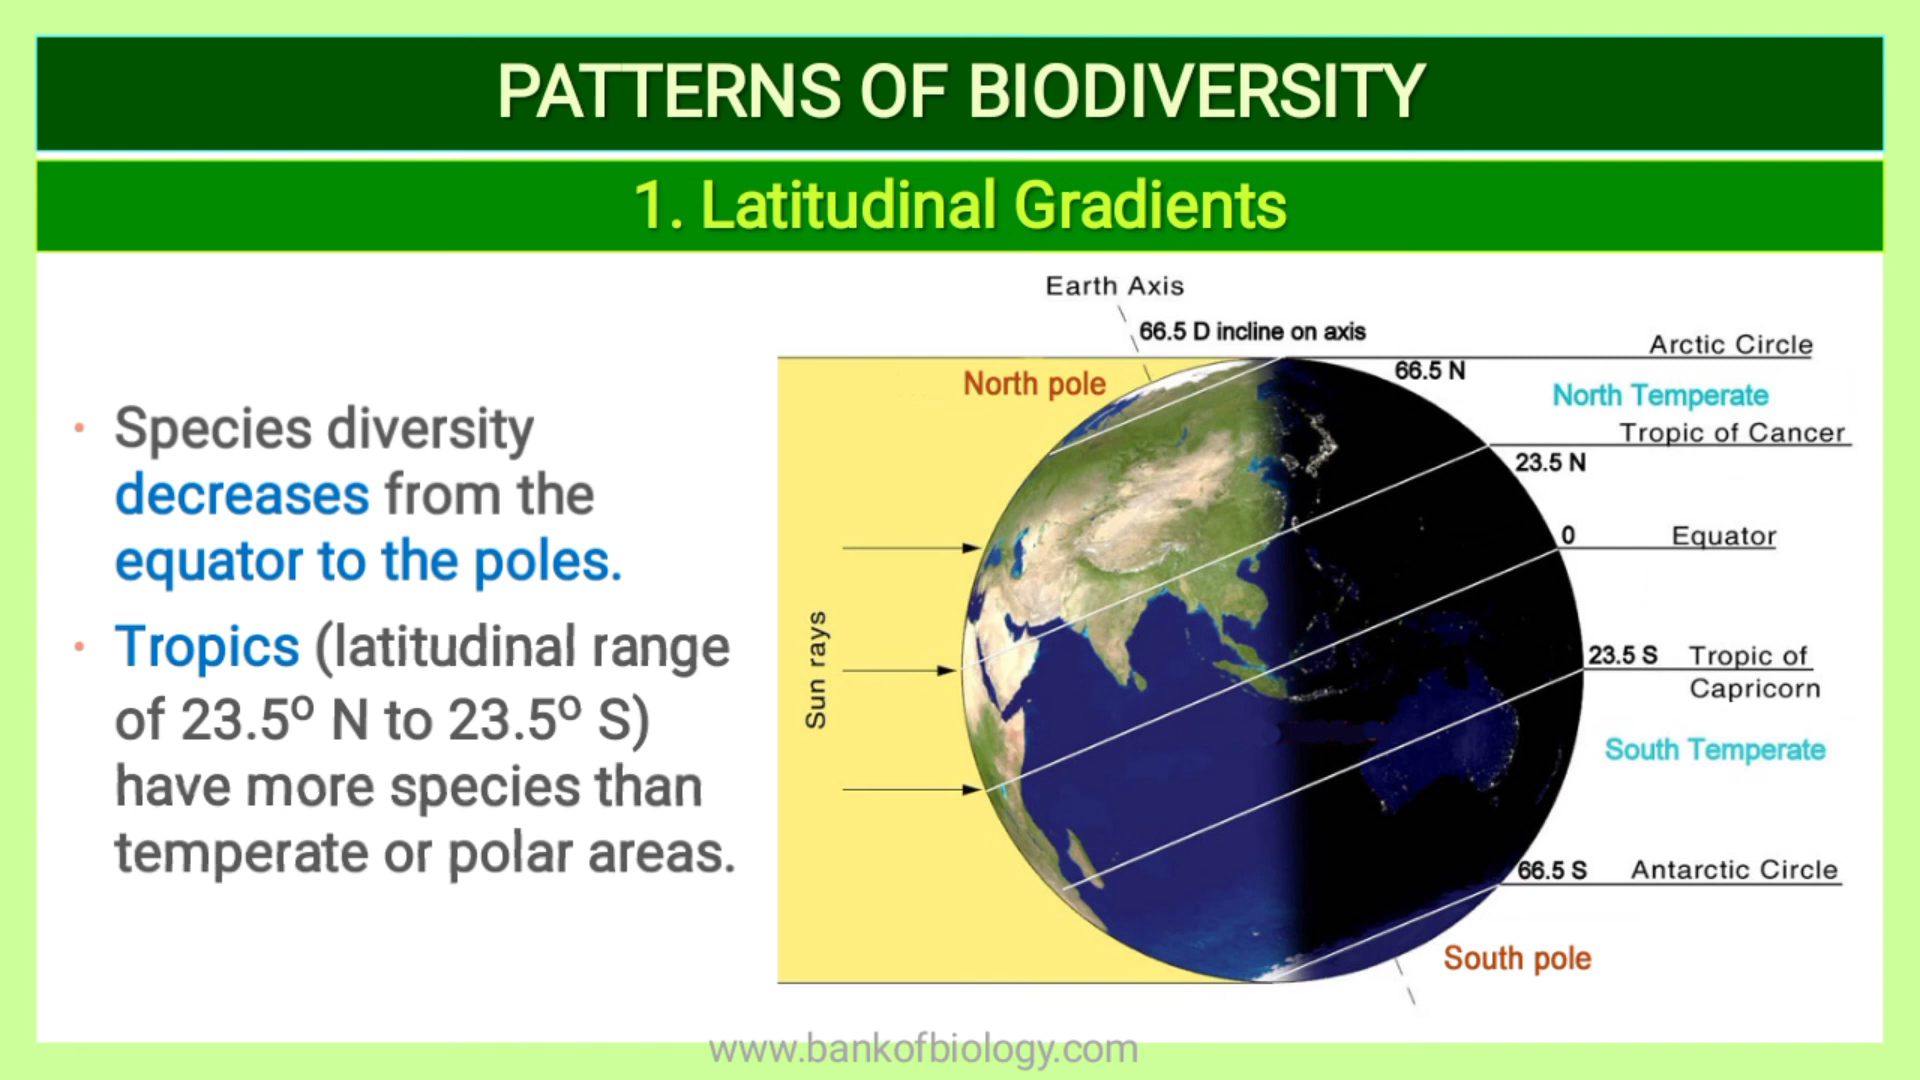 PATTERNS OF BIODIVERSITY
1. Latitudinal Gradients
• Species diversity
decreases from the
equator to the poles.
• Tropics (latitudinal range
of 23.5º N to 23.5º S)
have more species than
temperate or polar areas.
Earth Axis
66.5 D incline on axis
North pole
Arctic Circle
66.5 N
North Temperate
Tropic of Cancer
23.5 N
0
Equator
Sun rays
23.5 S
Tropic of
Capricorn
South Temperate
66.5 S
Antarctic Circle
South pole
www.bankofbiology.com